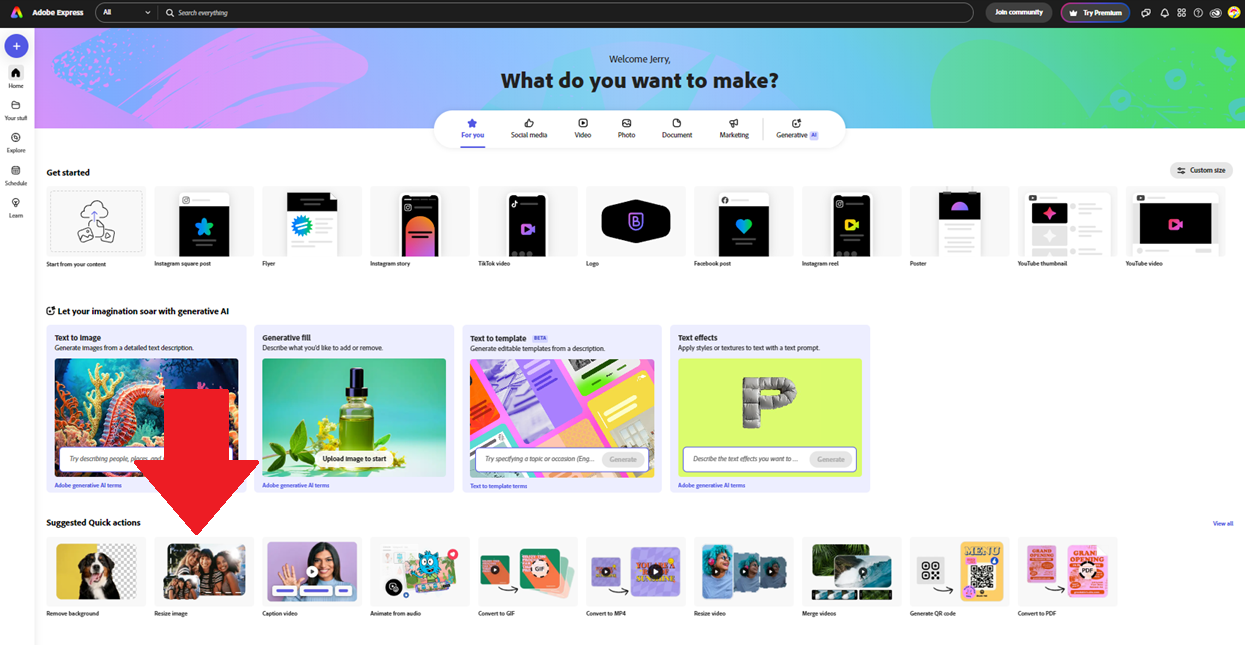 Adobe Express
All
Search everything
Join community
Try Premium
Home
Your stuff
Explore
Schedule
Learn
Welcome Jerry,
What do you want to make?
For you
Social media
Video
Photo
Document
Marketing
Generative AI
Get started
Custom size
Start from your content
Instagram square post
Flyer
Instagram story
TikTok video
Logo
Facebook post
Instagram reel
Poster
YouTube thumbnail
YouTube video
Let your imagination soar with generative AI
Text to Image
Generate images from a detailed text description.
Try describing people, places, and
Adobe generative AI terms
Generative fill
Describe what you'd like to add or remove.
Upload image to start
Adobe generative AI terms
Text to template BETA
Generate editable templates from a description.
Try specifying a topic or occasion (Eng...
Generate
Text to template terms
Text effects
Apply styles or textures to text with a text prompt.
P
Describe the text effects you want to ...
Generate
Adobe generative AI terms
Suggested Quick actions
View all
Remove background
Resize image
Caption video
Animate from audio
GIF
Convert to GIF
Convert to MP4
Resize video
Merge videos
MENU
Generate QR code
GRAND
OPENING
GRAN
OPENING
PDF
Convert to PDF